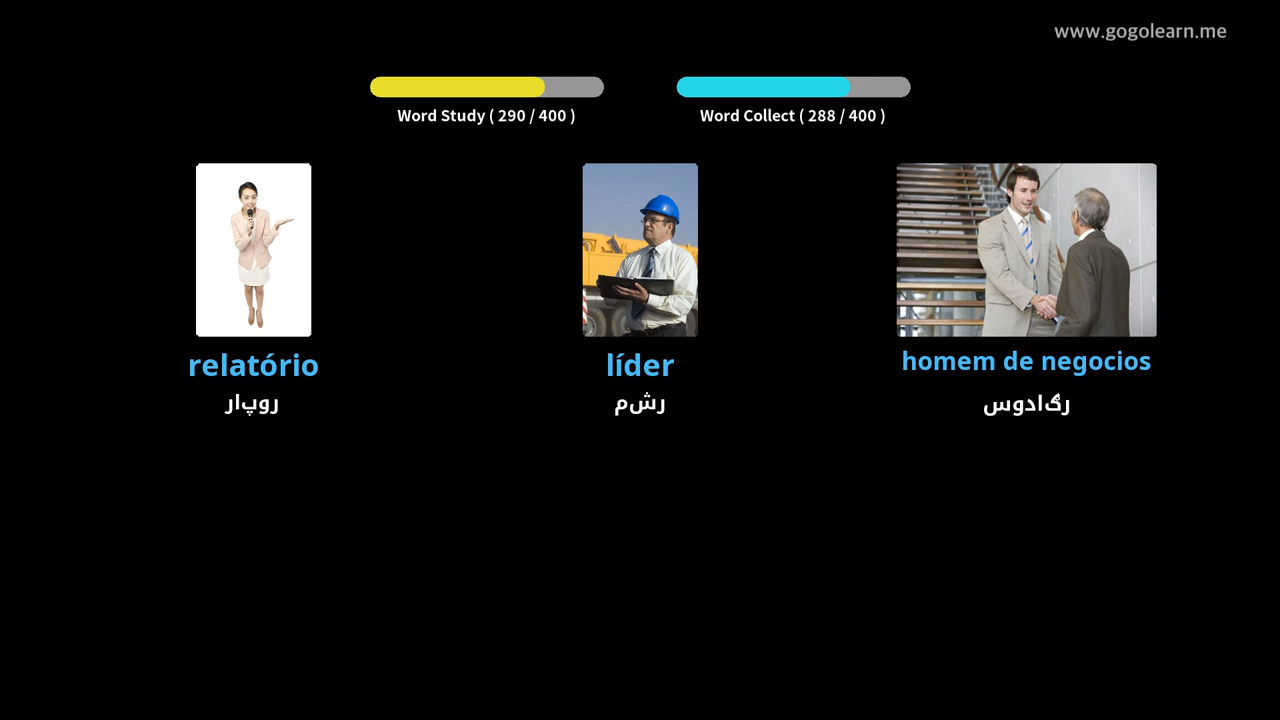 www.gogolearn.me
Word Study ( 290 / 400 )
Word Collect ( 288 / 400 )
relatório
روپار
líder
رشم
homem de negocios
رگادوس